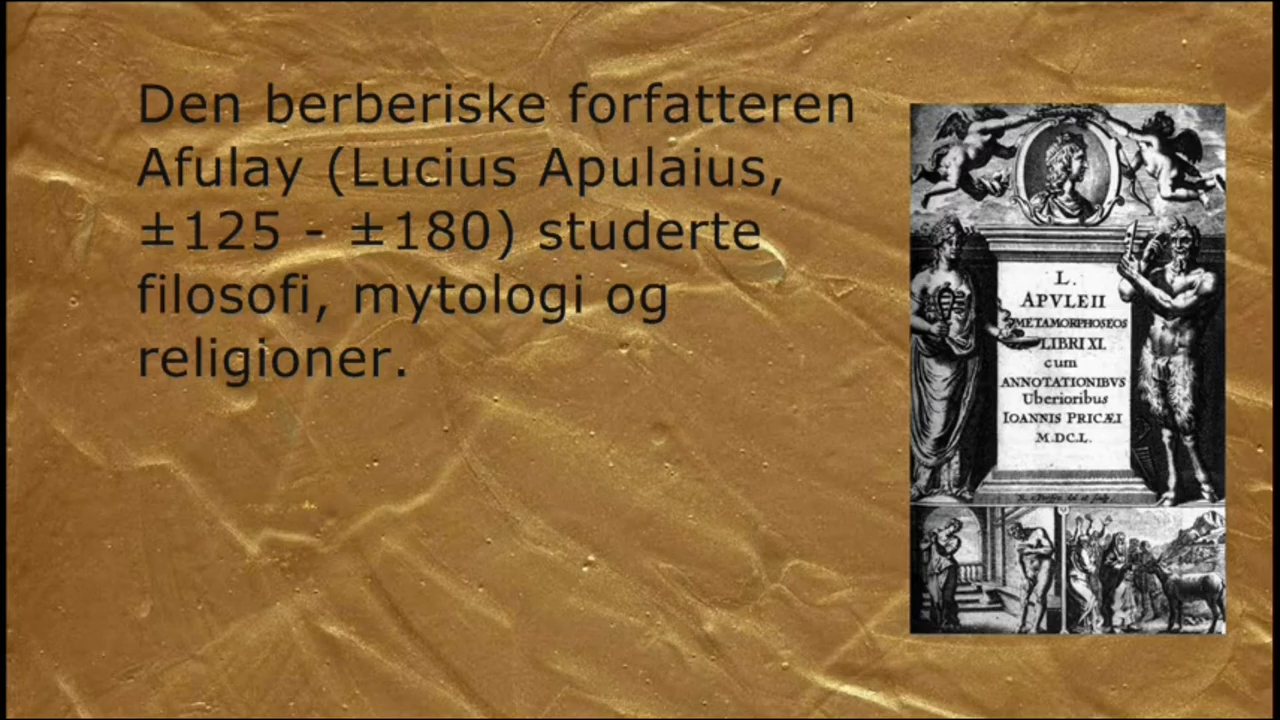 Den berberiske forfatteren
Afulay (Lucius Apulaius,
±125 - ±180) studerte
filosofi, mytologi og
religioner.
L.
APVLEII
METAMORPHOSEOS
LIBRI XI.
cum
ANNOTATIONIBVS
Uberioribus
IOANNIS PRICÆI
M.DC.L.